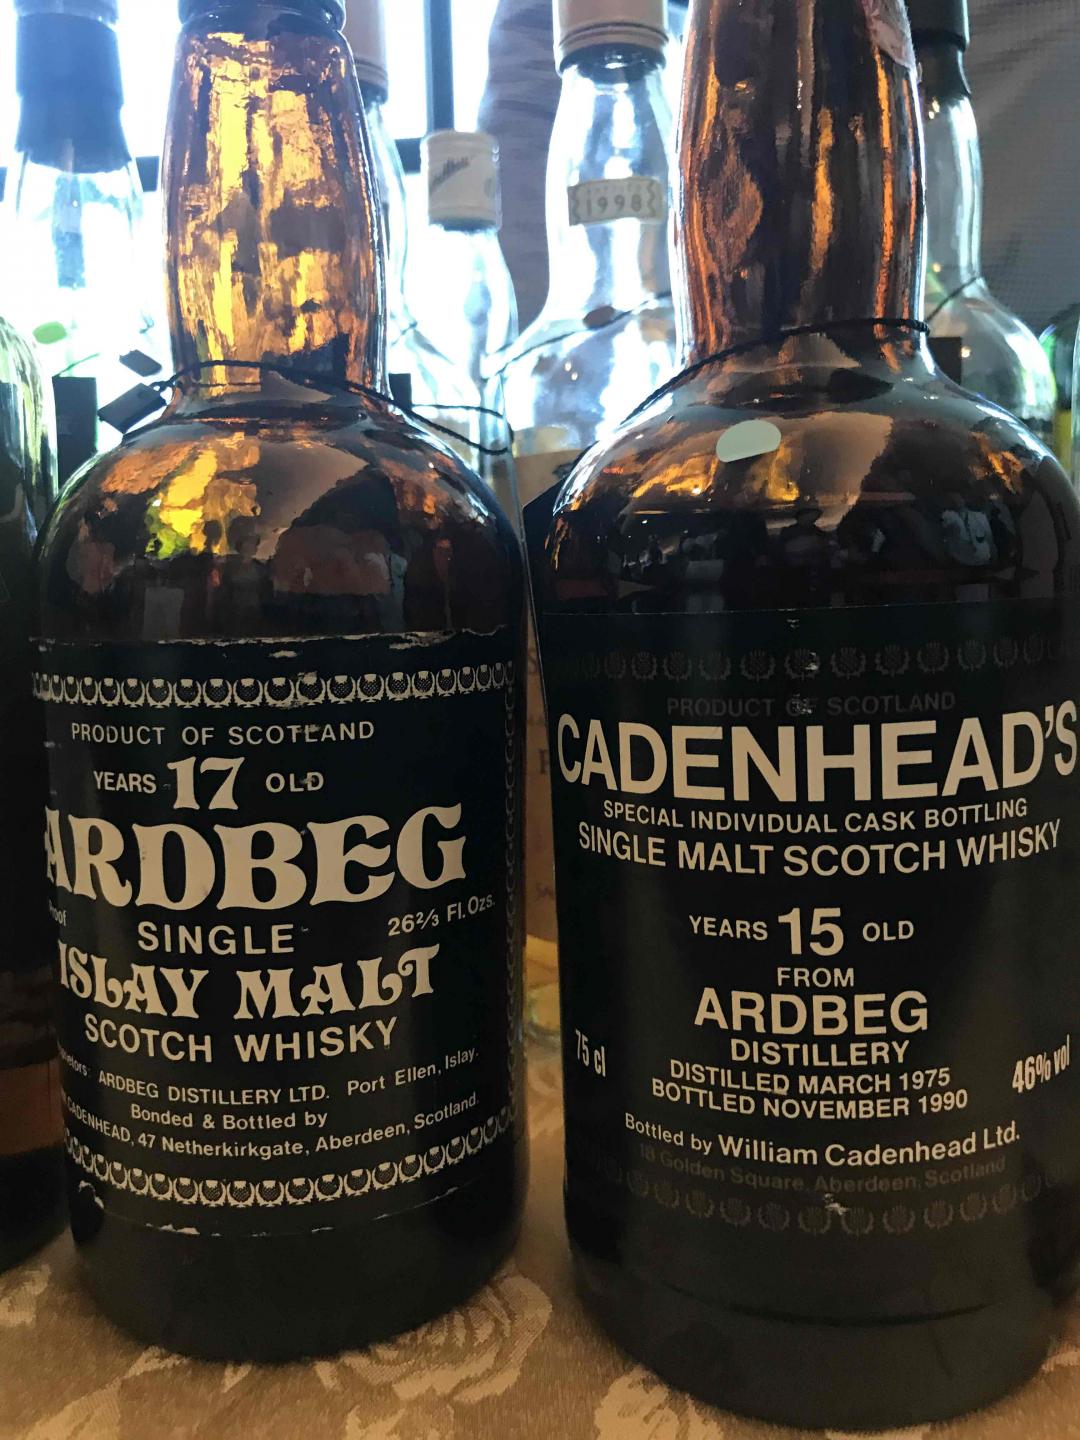 PRODUCT OF SCOTLAND
YEARS 17 OLD
ARDBEG
26⅔ Fl.Ozs.
SINGLE
ISLAY MALT
SCOTCH WHISKY
ARDBEG DISTILLERY LTD. Port Ellen, Islay.
Bonded & Bottled by
CADENHEAD, 47 Netherkirkgate, Aberdeen, Scotland.
1998
PRODUCT OF SCOTLAND
CADENHEAD'S
SPECIAL INDIVIDUAL CASK BOTTLING
SINGLE MALT SCOTCH WHISKY
YEARS 15 OLD
FROM
ARDBEG
DISTILLERY
75 cl
46% vol
DISTILLED MARCH 1975
BOTTLED NOVEMBER 1990
Bottled by William Cadenhead Ltd.
18 Golden Square, Aberdeen, Scotland